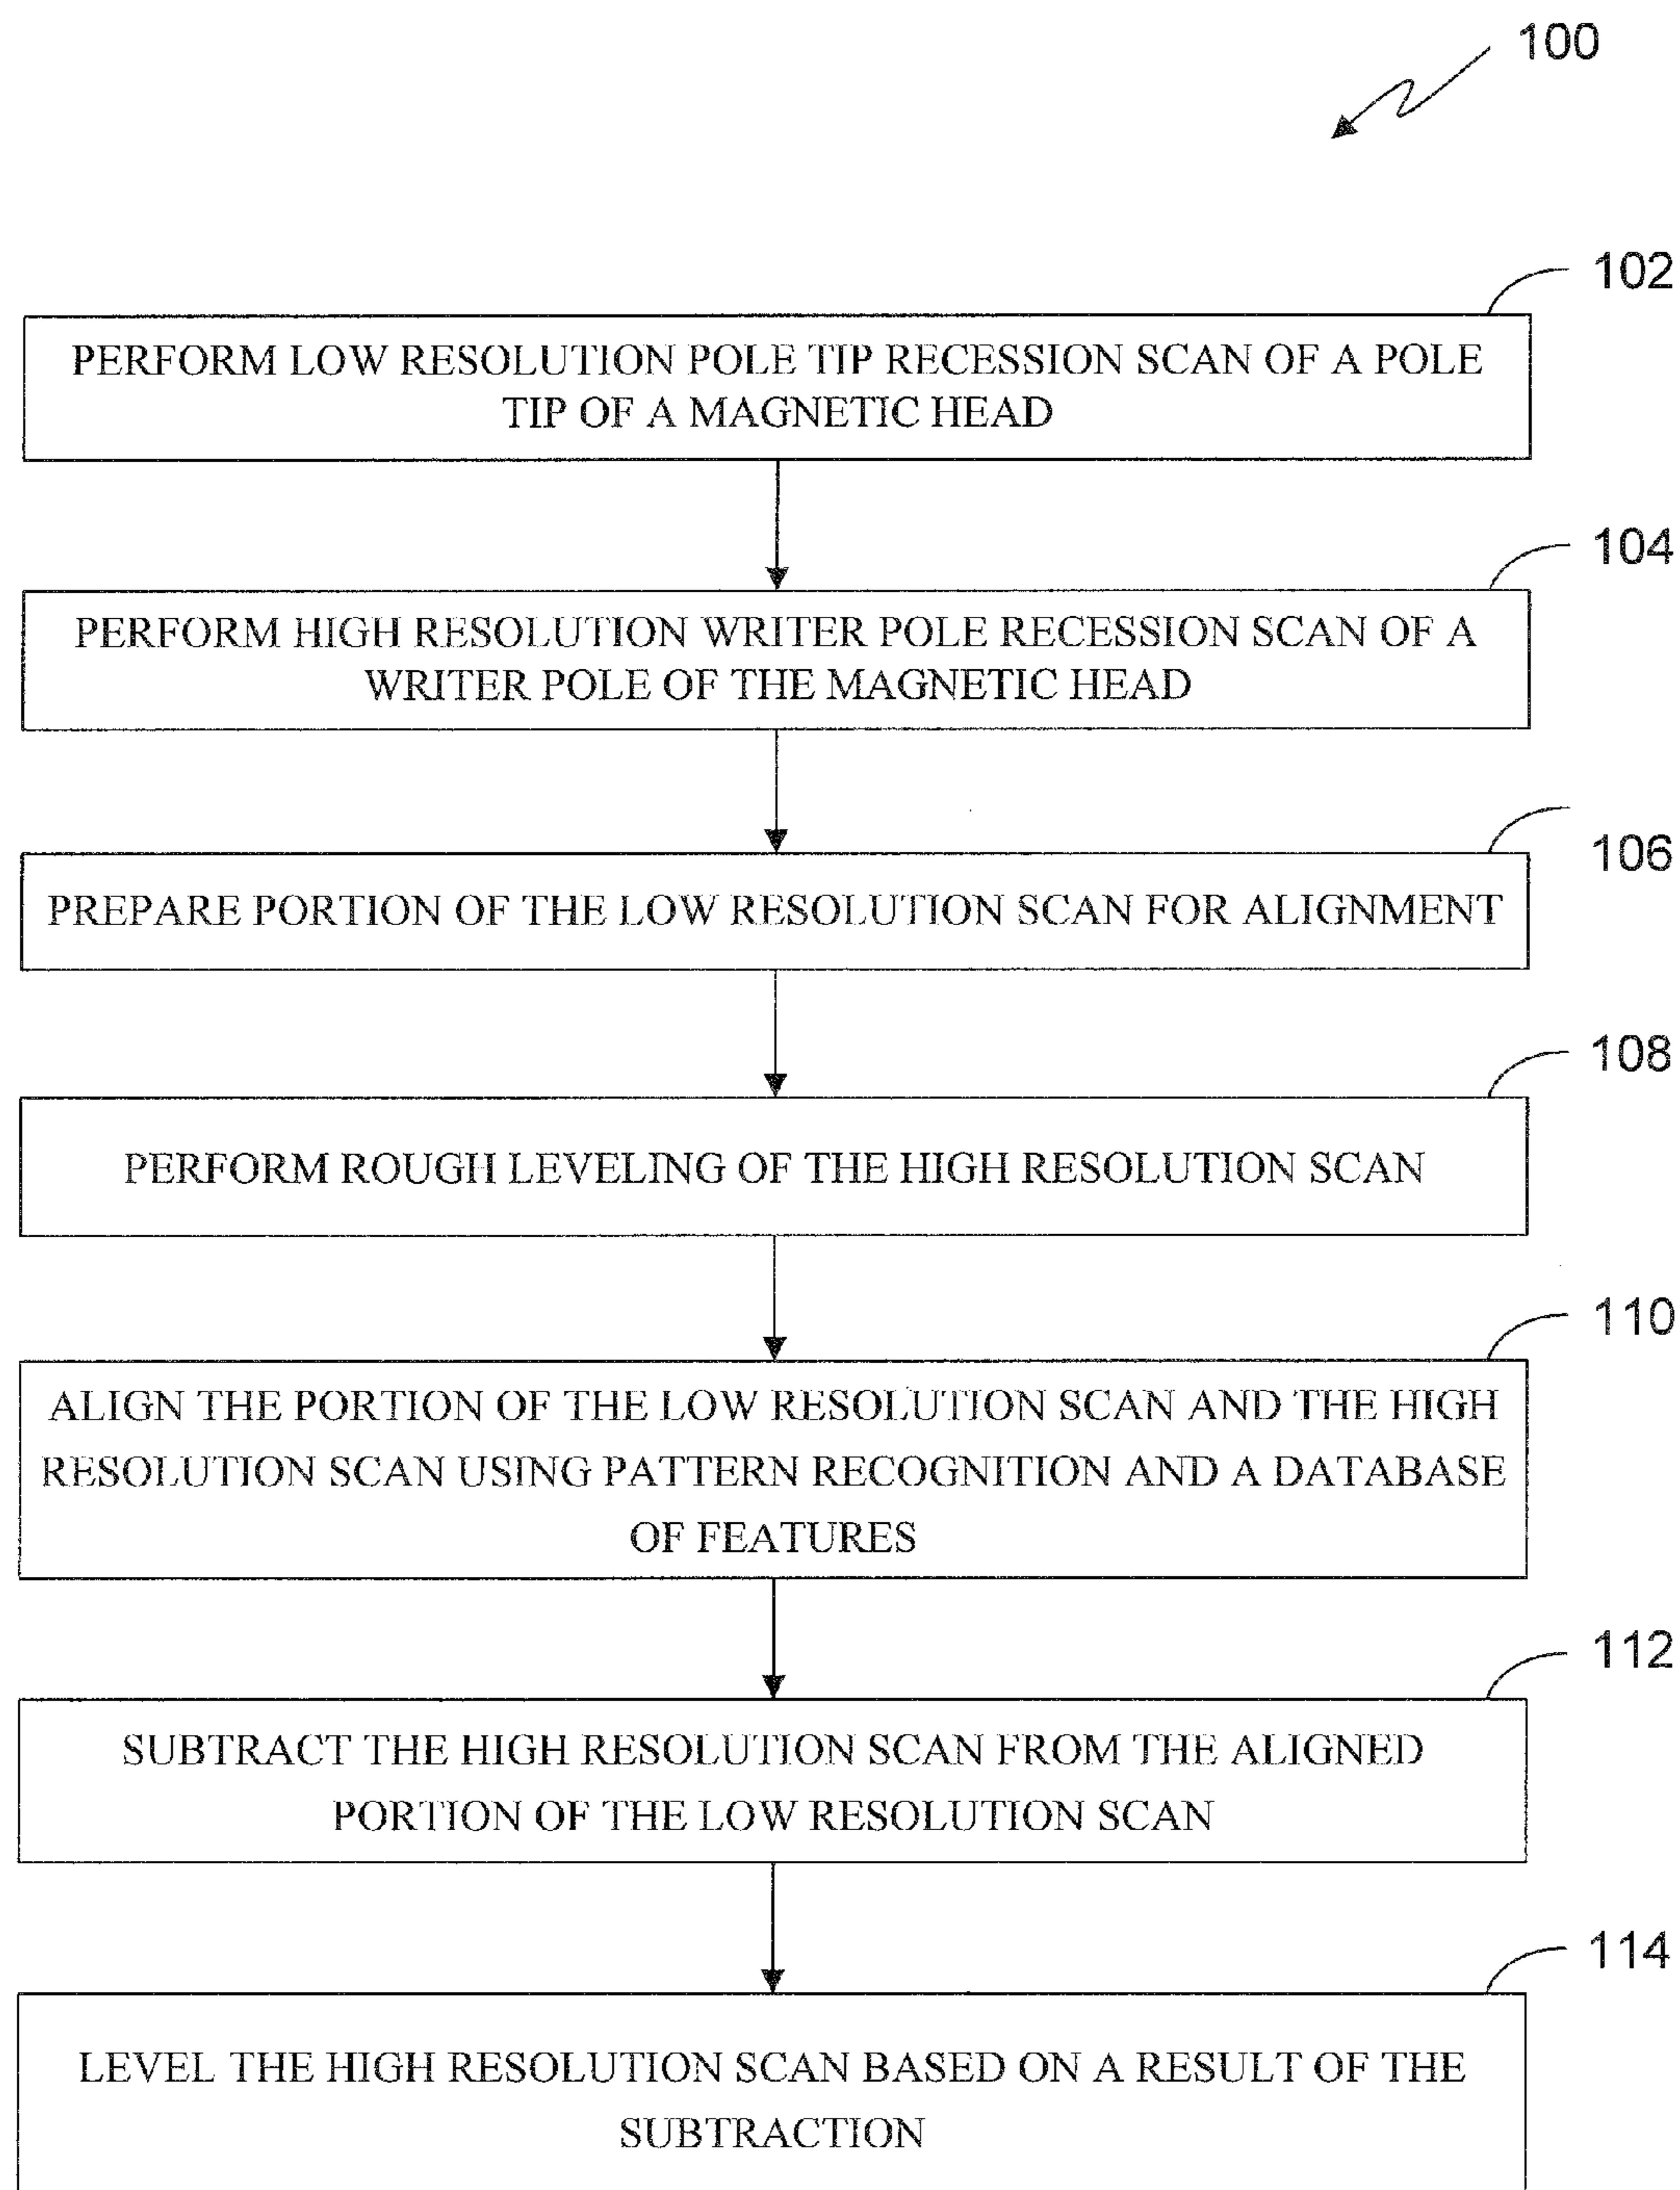 100
102
PERFORM LOW RESOLUTION POLE TIP RECESSION SCAN OF A POLE
TIP OF A MAGNETIC HEAD
104
PERFORM HIGH RESOLUTION WRITER POLE RECESSION SCAN OF A
WRITER POLE OF THE MAGNETIC HEAD
106
PREPARE PORTION OF THE LOW RESOLUTION SCAN FOR ALIGNMENT
108
PERFORM ROUGH LEVELING OF THE HIGH RESOLUTION SCAN
110
ALIGN THE PORTION OF THE LOW RESOLUTION SCAN AND THE HIGH
RESOLUTION SCAN USING PATTERN RECOGNITION AND A DATABASE
OF FEATURES
112
SUBTRACT THE HIGH RESOLUTION SCAN FROM THE ALIGNED
PORTION OF THE LOW RESOLUTION SCAN
114
LEVEL THE HIGH RESOLUTION SCAN BASED ON A RESULT OF THE
SUBTRACTION